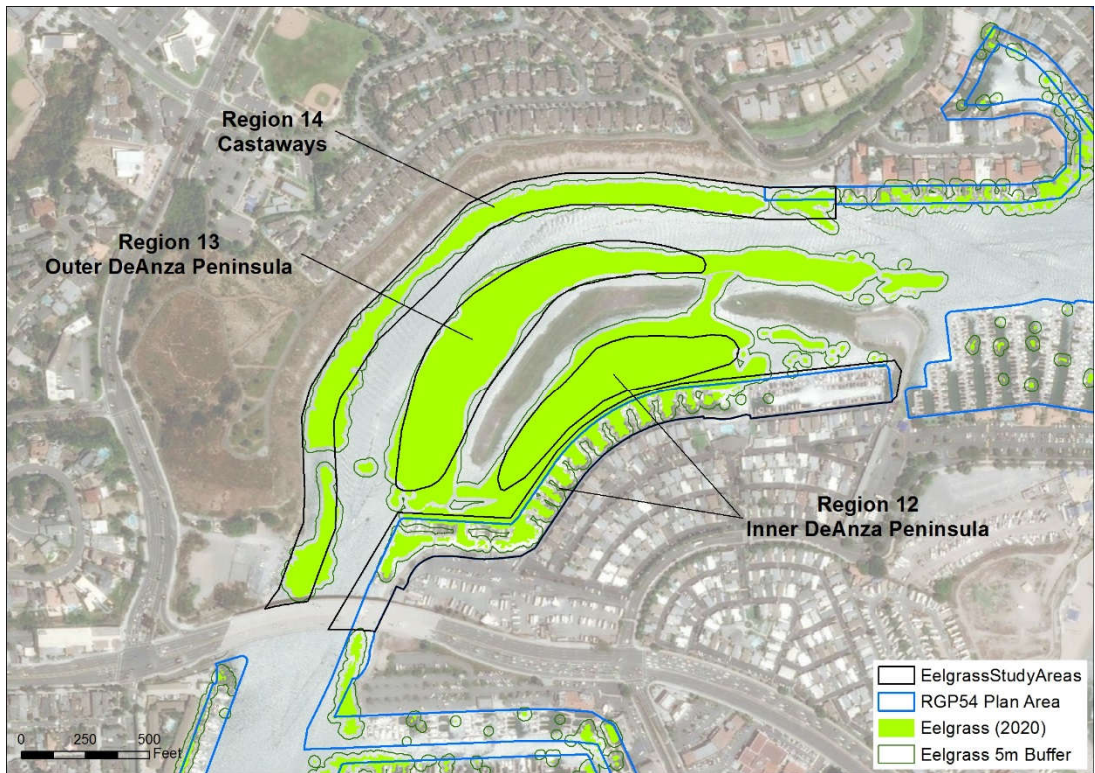 Region 14
Castaways
Region 13
Outer DeAnza Peninsula
Region 12
Inner DeAnza Peninsula
EelgrassStudyAreas
RGP54 Plan Area
Eelgrass (2020)
Eelgrass 5m Buffer
0 250 500
Feet